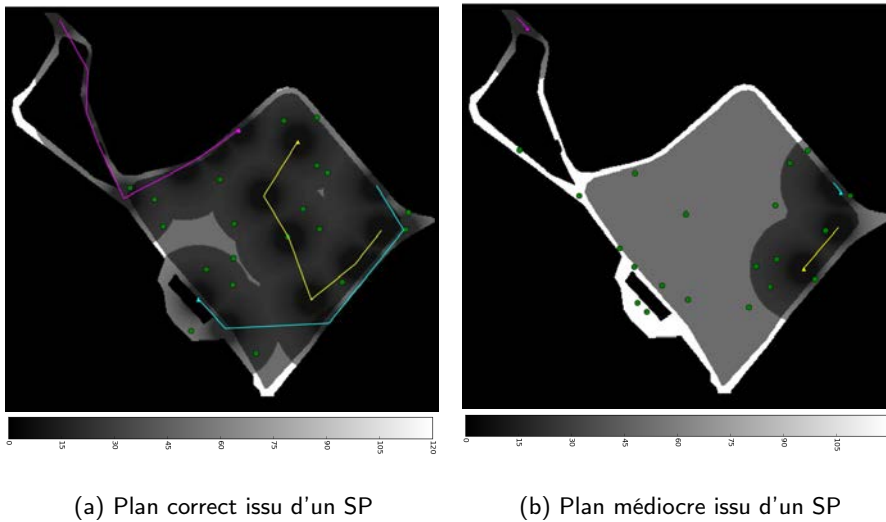 0 15 30 45 60 75 90 105 120
0 15 30 45 60 75 90 105
(a) Plan correct issu d'un SP
(b) Plan médiocre issu d'un SP